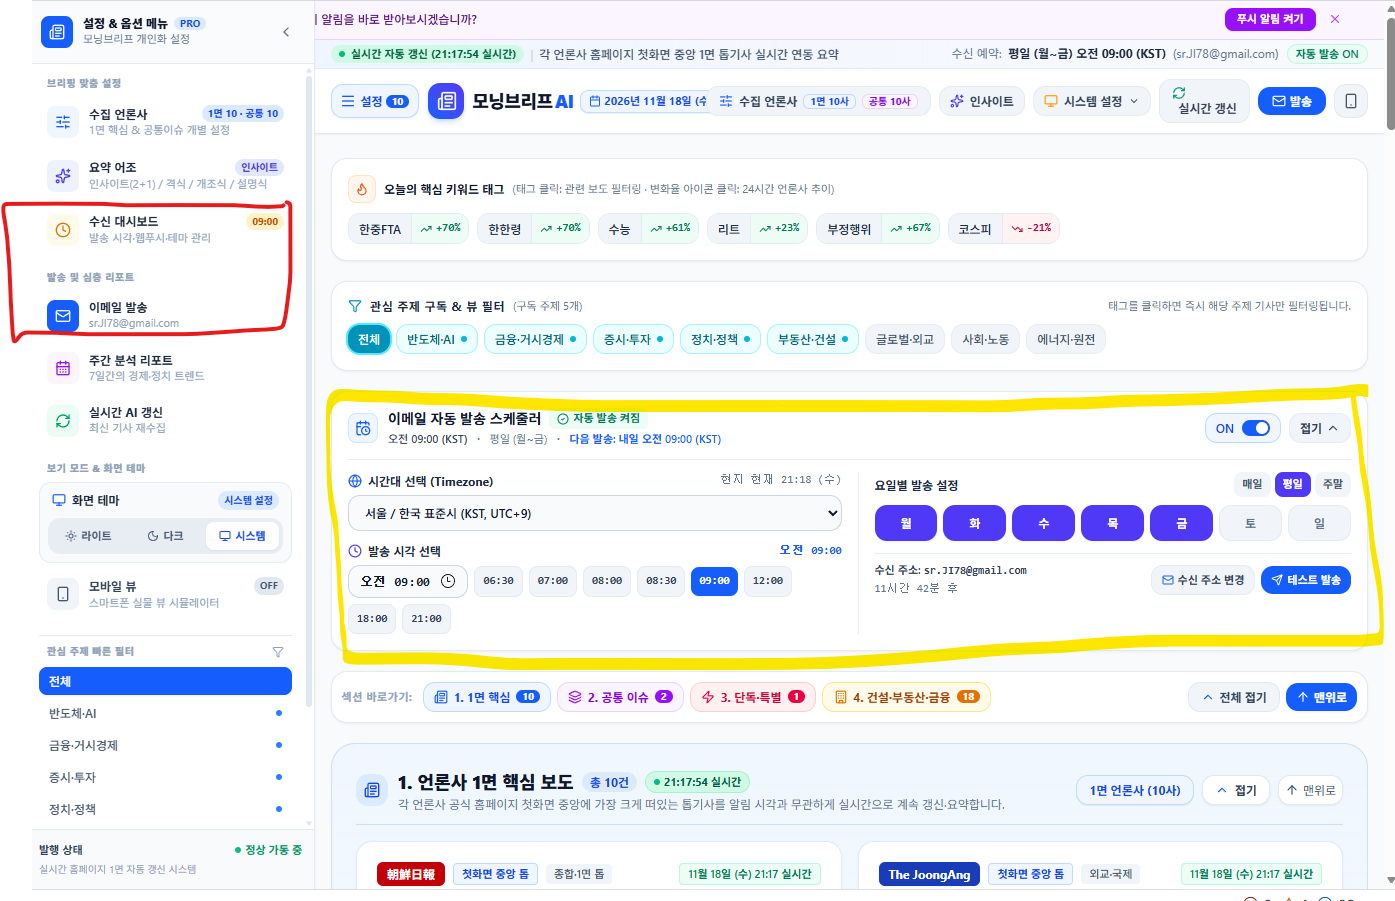 설정 & 옵션 메뉴 PRO
모닝브리프 개인화 설정
브리핑 맞춤 설정
수집 언론사 1면 10 · 공통 10
1면 핵심 & 공통이슈 개별 설정
요약 어조 인사이트
인사이트(2+1) / 격식 / 개조식 / 설명식
수신 대시보드 09:00
발송 시각·웹푸시·테마 관리
발송 및 심층 리포트
이메일 발송
sr.JI78@gmail.com
주간 분석 리포트
7일간의 경제·정치 트렌드
실시간 AI 갱신
최신 기사 재수집
보기 모드 & 화면 테마
화면 테마 시스템 설정
라이트 다크 시스템
모바일 뷰 OFF
스마트폰 실물 뷰 시뮬레이터
관심 주제 빠른 필터
전체
반도체·AI
금융·거시경제
증시·투자
정치·정책
발행 상태 정상 가동 중
실시간 홈페이지 1면 자동 갱신 시스템
알림을 바로 받아보시겠습니까? 푸시 알림 켜기
실시간 자동 갱신 (21:17:54 실시간) | 각 언론사 홈페이지 첫화면 중앙 1면 톱기사 실시간 연동 요약 수신 예약: 평일 (월~금) 오전 09:00 (KST) (sr.JI78@gmail.com) 자동 발송 ON
설정 10 모닝브리프 AI 2026년 11월 18일 (수 수집 언론사 1면 10사 공통 10사 인사이트 시스템 설정 실시간 갱신 발송
오늘의 핵심 키워드 태그 (태그 클릭: 관련 보도 필터링 · 변화율 아이콘 클릭: 24시간 언론사 추이)
한중FTA +70% 한한령 +70% 수능 +61% 리트 +23% 부정행위 +67% 코스피 -21%
관심 주제 구독 & 뷰 필터 (구독 주제 5개) 태그를 클릭하면 즉시 해당 주제 기사만 필터링됩니다.
전체 반도체·AI 금융·거시경제 증시·투자 정치·정책 부동산·건설 글로벌·외교 사회·노동 에너지·원전
이메일 자동 발송 스케줄러 자동 발송 켜짐
오전 09:00 (KST) · 평일 (월~금) · 다음 발송: 내일 오전 09:00 (KST)
ON 접기
시간대 선택 (Timezone) 현지 현재 21:18 (수)
서울 / 한국 표준시 (KST, UTC+9)
발송 시각 선택 오전 09:00
오전 09:00 06:30 07:00 08:00 08:30 09:00 12:00
18:00 21:00
요일별 발송 설정 매일 평일 주말
월 화 수 목 금 토 일
수신 주소: sr.JI78@gmail.com
11시간 42분 후
수신 주소 변경 테스트 발송
섹션 바로가기: 1. 1면 핵심 10 2. 공통 이슈 2 3. 단독·특별 1 4. 건설·부동산·금융 18 전체 접기 맨위로
1. 언론사 1면 핵심 보도 총 10건 21:17:54 실시간
각 언론사 공식 홈페이지 첫화면 중앙에 가장 크게 떠있는 톱기사를 알림 시각과 무관하게 실시간으로 계속 갱신·요약합니다.
1면 언론사 (10사) 접기 맨위로
朝鮮日報 첫화면 중앙 톱 종합·1면 톱 11월 18일 (수) 21:17 실시간
The JoongAng 첫화면 중앙 톱 외교·국제 11월 18일 (수) 21:17 실시간